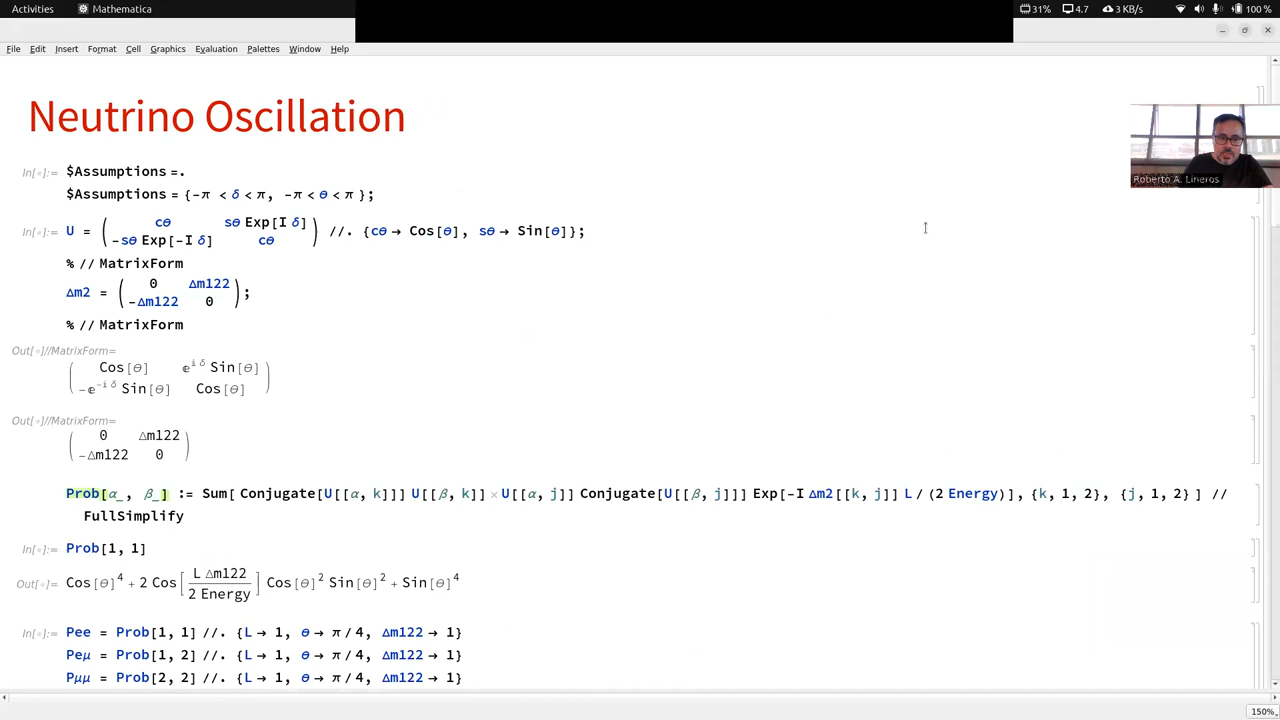 Activities Mathematica 31% 4.7 3 KB/s 100 %
File Edit Insert Format Cell Graphics Evaluation Palettes Window Help
Neutrino Oscillation
Roberto A. Lineros
In[◦]:= $Assumptions =.
$Assumptions = {-π < δ < π, -π < θ < π };
In[◦]:= U = ( cθ sθ Exp[I δ]
-sθ Exp[-I δ] cθ ) //. {cθ → Cos[θ], sθ → Sin[θ]};
% // MatrixForm
Δm2 = ( 0 Δm122
-Δm122 0 );
% // MatrixForm
Out[◦]//MatrixForm=
( Cos[θ] ⅇ^ⅈ δ Sin[θ]
-ⅇ^-ⅈ δ Sin[θ] Cos[θ] )
Out[◦]//MatrixForm=
( 0 Δm122
-Δm122 0 )
Prob[α_, β_] := Sum[ Conjugate[U[[α, k]]] U[[β, k]] × U[[α, j]] Conjugate[U[[β, j]]] Exp[-I Δm2[[k, j]] L / (2 Energy)], {k, 1, 2}, {j, 1, 2} ] //
FullSimplify
In[◦]:= Prob[1, 1]
Out[◦]= Cos[θ]^4 + 2 Cos[ L Δm122 / 2 Energy ] Cos[θ]^2 Sin[θ]^2 + Sin[θ]^4
In[◦]:= Pee = Prob[1, 1] //. {L → 1, θ → π / 4, Δm122 → 1}
Peμ = Prob[1, 2] //. {L → 1, θ → π / 4, Δm122 → 1}
Pμμ = Prob[2, 2] //. {L → 1, θ → π / 4, Δm122 → 1}
150%